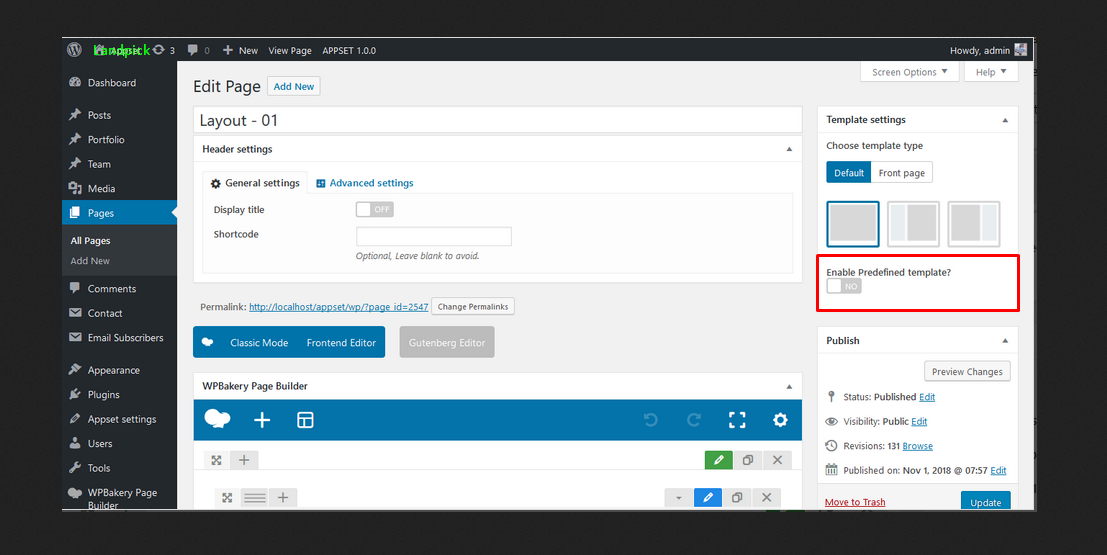 Appset
3
0
New
View Page
APPSET 1.0.0
Howdy, admin
Screen Options
Help
Dashboard
Posts
Portfolio
Team
Media
Pages
All Pages
Add New
Comments
Contact
Email Subscribers
Appearance
Plugins
Appset settings
Users
Tools
WPBakery Page
Builder
Edit Page
Add New
Layout - 01
Header settings
General settings
Advanced settings
Display title
OFF
Shortcode
Optional, Leave blank to avoid.
Permalink: http://localhost/appset/wp/?page_id=2547
Change Permalinks
Classic Mode
Frontend Editor
Gutenberg Editor
WPBakery Page Builder
Template settings
Choose template type
Default
Front page
Enable Predefined template?
NO
Publish
Preview Changes
Status: Published Edit
Visibility: Public Edit
Revisions: 131 Browse
Published on: Nov 1, 2018 @ 07:57 Edit
Move to Trash
Update